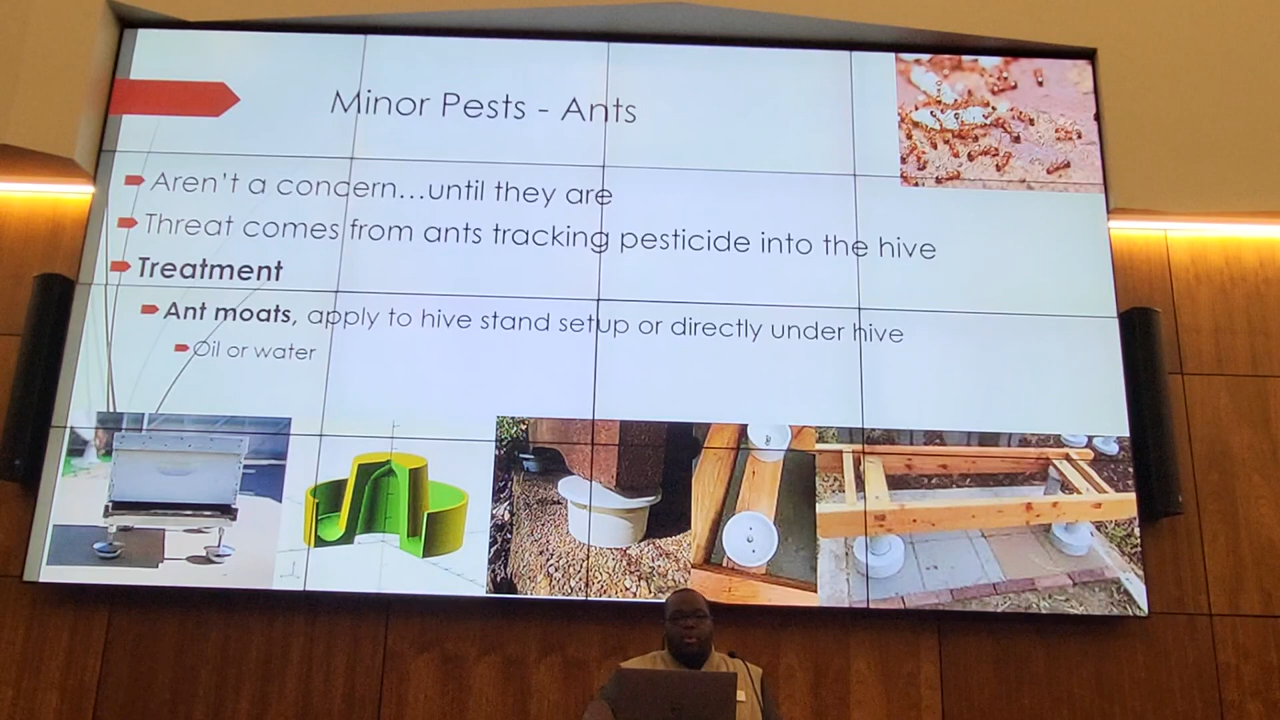 Minor Pests - Ants
Aren't a concern...until they are
Threat comes from ants tracking pesticide into the hive
Treatment
Ant moats, apply to hive stand setup or directly under hive
Oil or water